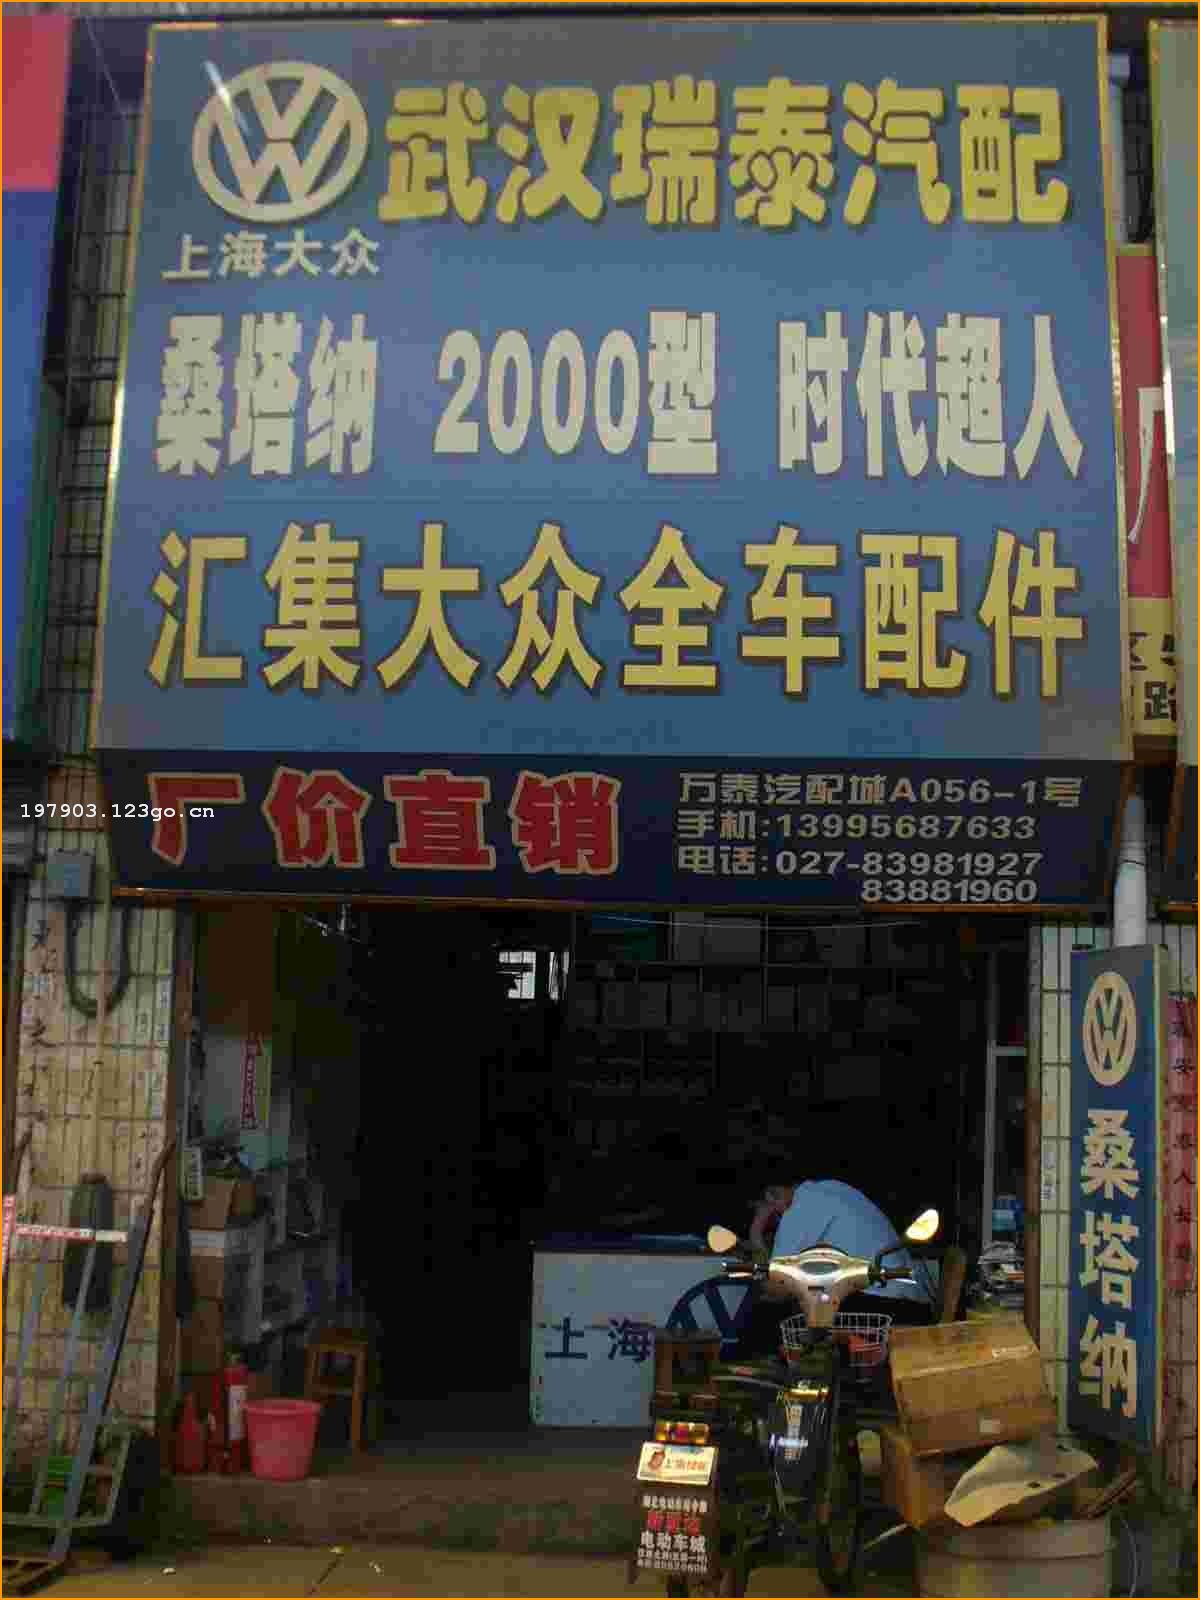 武汉瑞泰汽配
上海大众
桑塔纳 2000型 时代超人
汇集大众全车配件
厂价直销
万泰汽配城A056-1号
手机:13995687633
电话:027-83981927
83881960
197903.123go.cn
桑塔纳
上海
电动车城